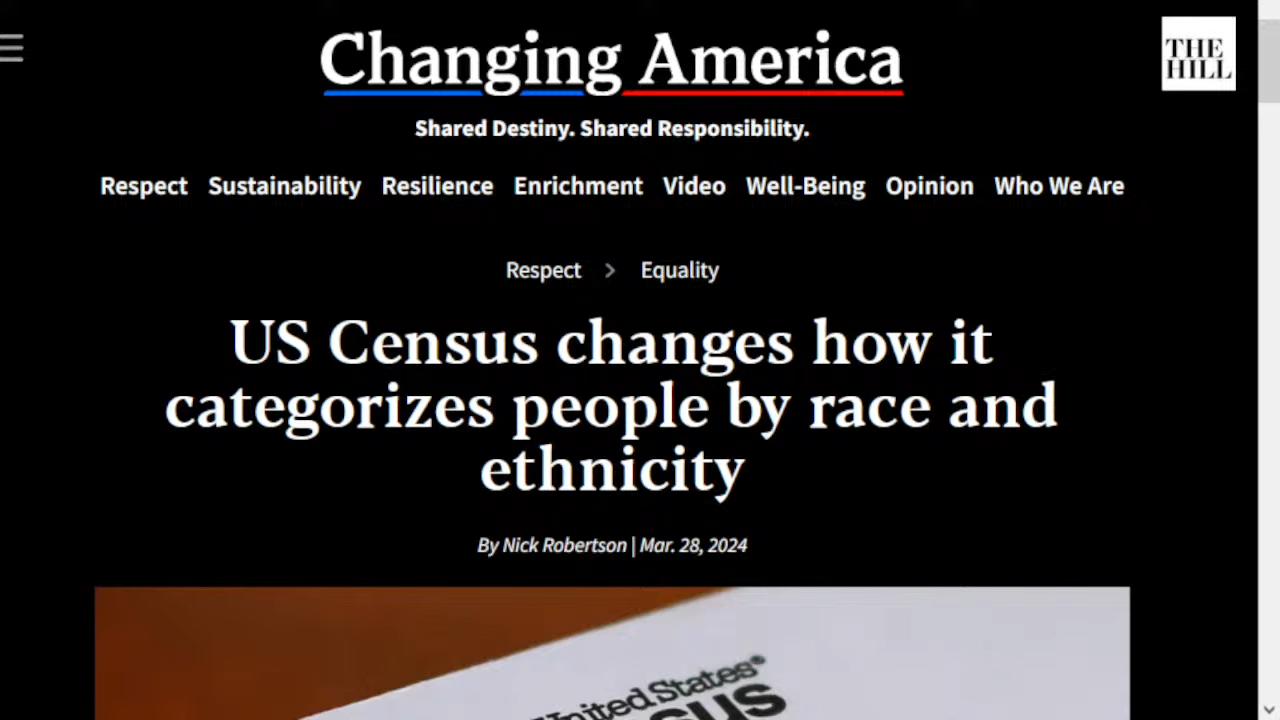 Changing America
THE
HILL
Shared Destiny. Shared Responsibility.
Respect Sustainability Resilience Enrichment Video Well-Being Opinion Who We Are
Respect > Equality
US Census changes how it
categorizes people by race and
ethnicity
By Nick Robertson | Mar. 28, 2024
United States®